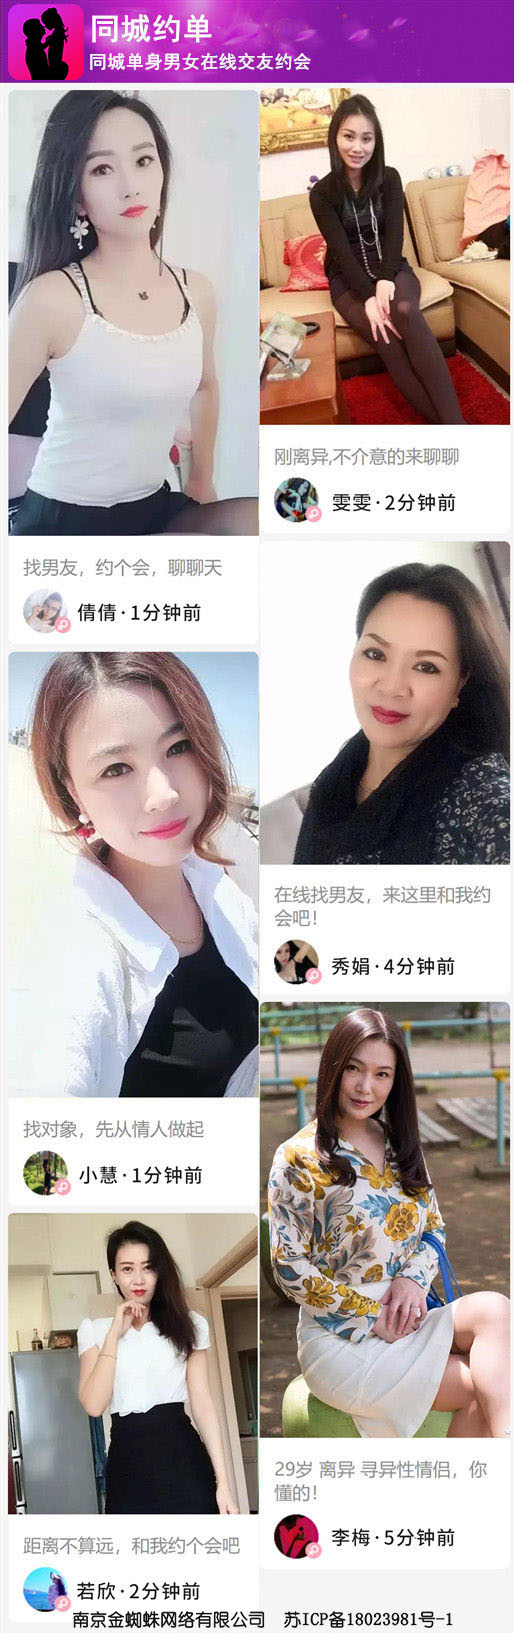 同城约单
同城单身男女在线交友约会
找男友，约个会，聊聊天
倩倩·1分钟前
刚离异,不介意的来聊聊
雯雯·2分钟前
在线找男友，来这里和我约
会吧！
秀娟·4分钟前
找对象，先从情人做起
小慧·1分钟前
29岁 离异 寻异性情侣，你
懂的！
李梅·5分钟前
距离不算远，和我约个会吧
若欣·2分钟前
南京金蜘蛛网络有限公司 苏ICP备18023981号-1